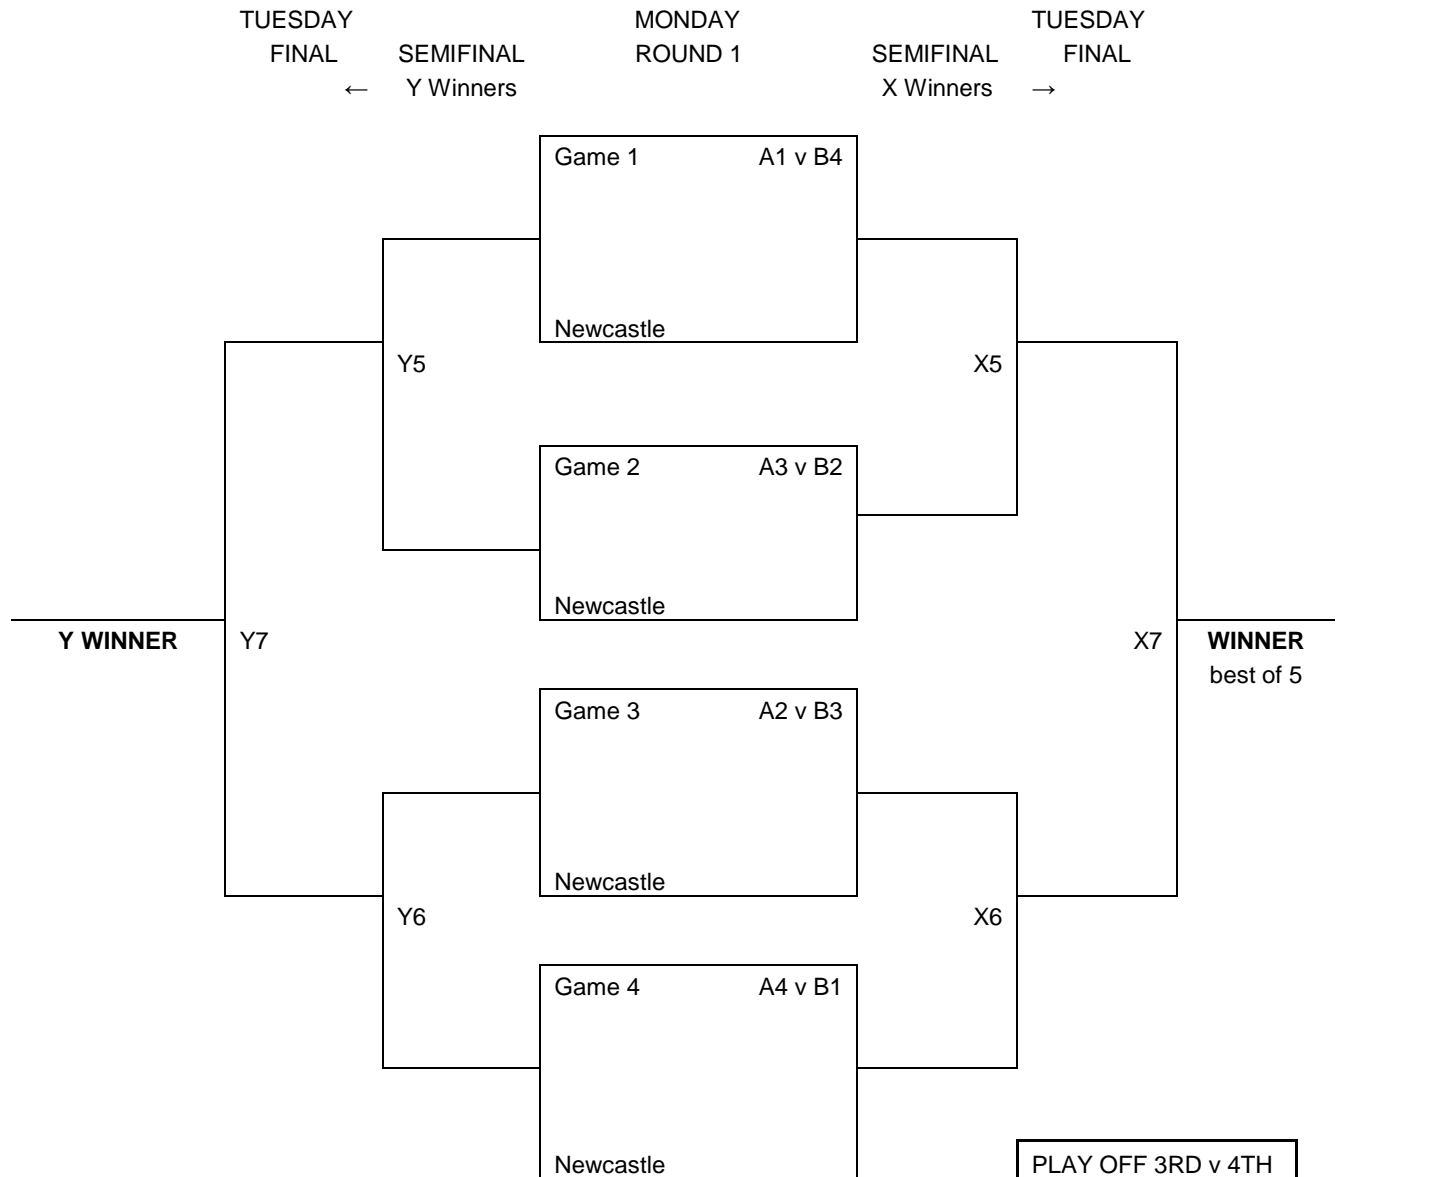 TUESDAY MONDAY TUESDAY
FINAL SEMIFINAL ROUND 1 SEMIFINAL FINAL
← Y Winners X Winners →
Game 1 A1 v B4
Newcastle
Y5 X5
Game 2 A3 v B2
Newcastle
Y WINNER Y7 X7 WINNER
best of 5
Game 3 A2 v B3
Newcastle
Y6 X6
Game 4 A4 v B1
Newcastle PLAY OFF 3RD v 4TH